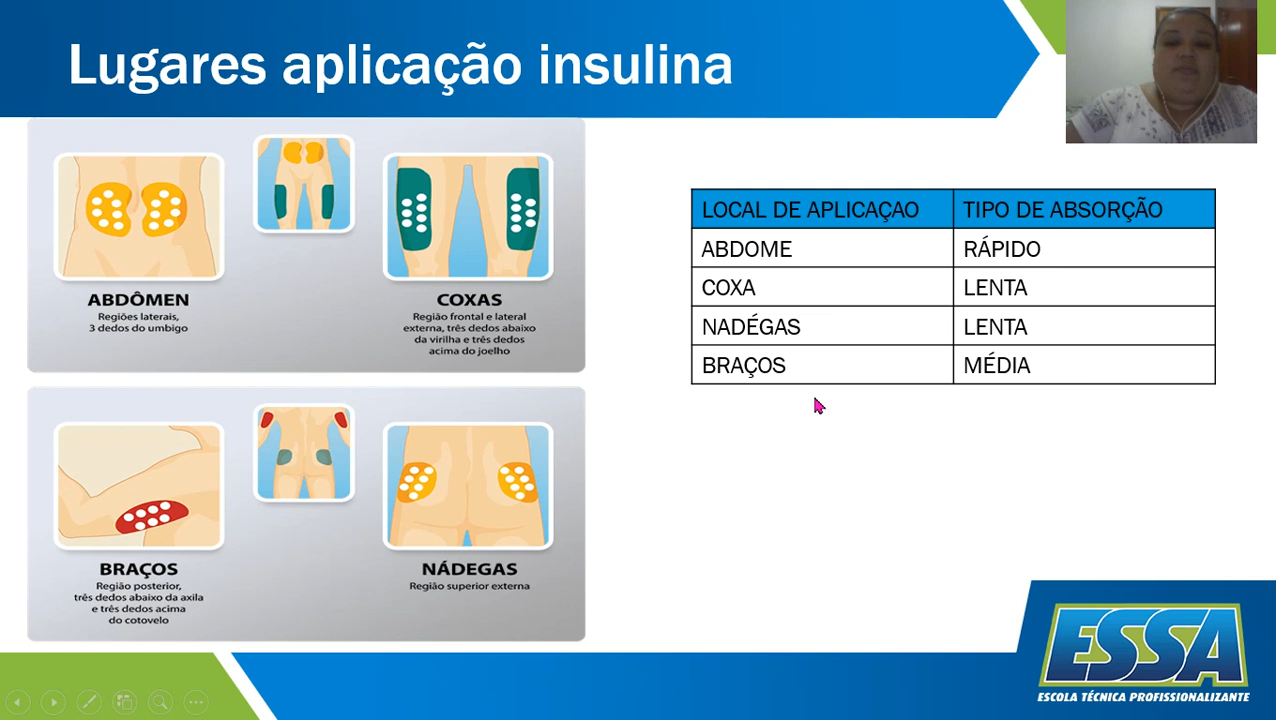 Lugares aplicação insulina
ABDÔMEN
Regiões laterais,
3 dedos do umbigo
COXAS
Região frontal e lateral
externa, três dedos abaixo
da virilha e três dedos
acima do joelho
BRAÇOS
Região posterior,
três dedos abaixo da axila
e três dedos acima
do cotovelo
NÁDEGAS
Região superior externa
LOCAL DE APLICAÇAO TIPO DE ABSORÇÃO
ABDOME RÁPIDO
COXA LENTA
NADÉGAS LENTA
BRAÇOS MÉDIA
ESSA
ESCOLA TÉCNICA PROFISSIONALIZANTE